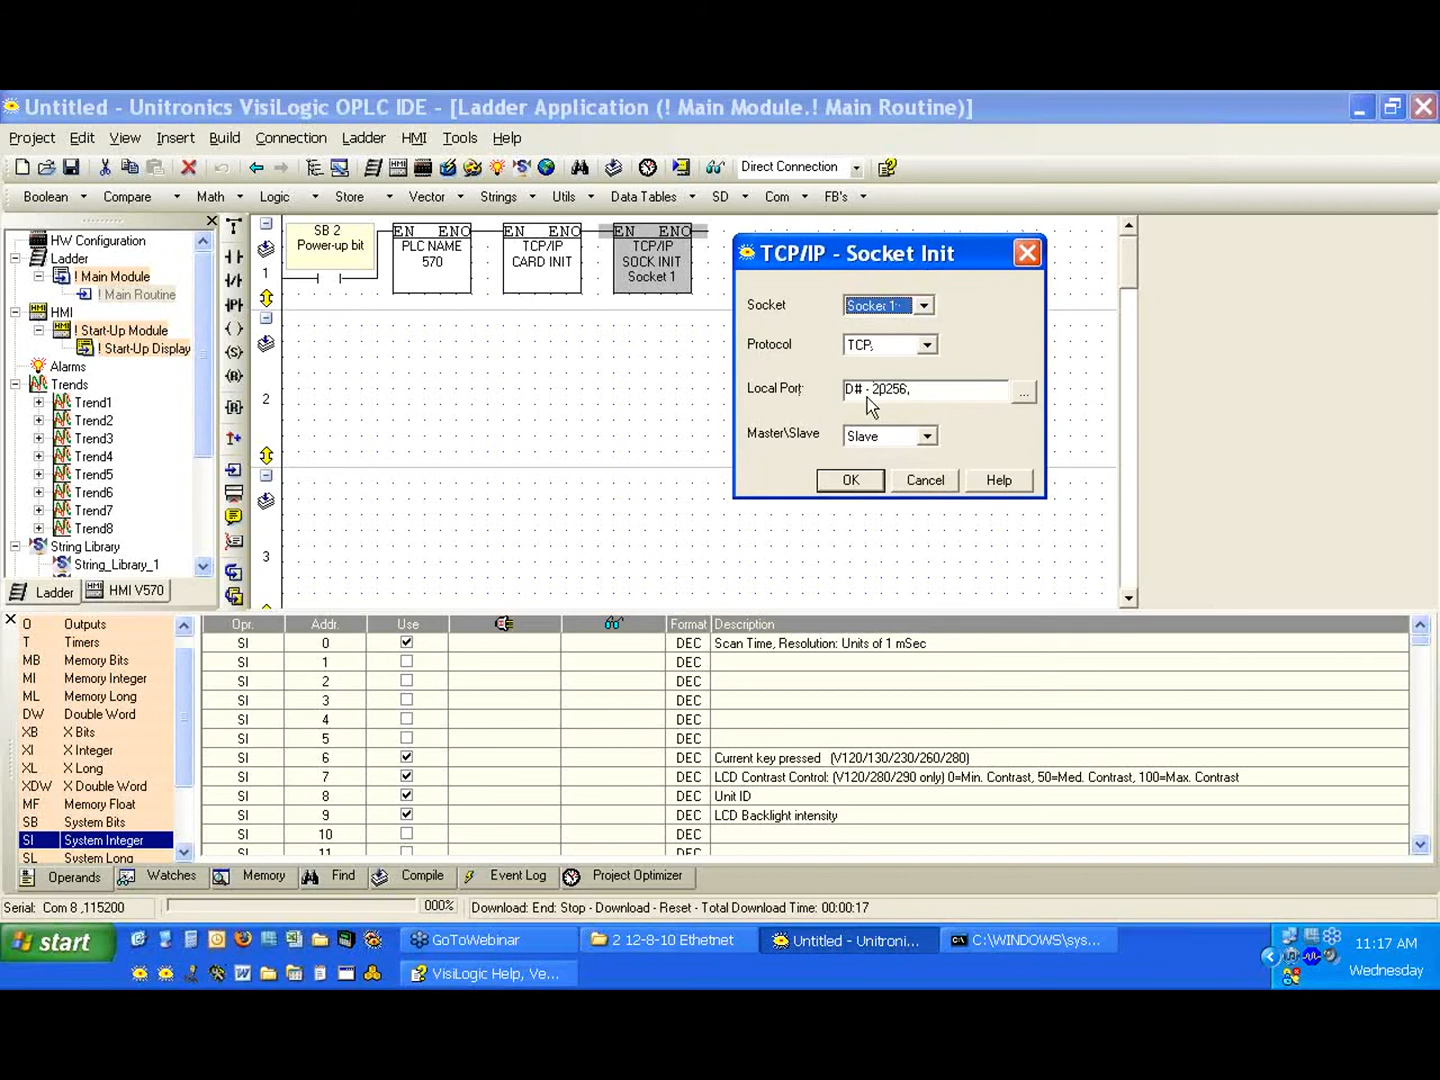 Untitled - Unitronics VisiLogic OPLC IDE - [Ladder Application (! Main Module.! Main Routine)]
Project Edit View Insert Build Connection Ladder HMI Tools Help
Direct Connection
Boolean Compare Math Logic Store Vector Strings Utils Data Tables SD Com FB's
HW Configuration
Ladder
! Main Module
! Main Routine
HMI
! Start-Up Module
! Start-Up Display
Alarms
Trends
Trend1
Trend2
Trend3
Trend4
Trend5
Trend6
Trend7
Trend8
String Library
String_Library_1
Ladder HMI V570
1
2
3
SB 2
Power-up bit
EN ENO
PLC NAME
570
EN ENO
TCP/IP
CARD INIT
EN ENO
TCP/IP
SOCK INIT
Socket 1
TCP/IP - Socket Init
Socket Socket 1
Protocol TCP
Local Port: D# - 20256
...
Master\Slave Slave
OK Cancel Help
O Outputs
T Timers
MB Memory Bits
MI Memory Integer
ML Memory Long
DW Double Word
XB X Bits
XI X Integer
XL X Long
XDW X Double Word
MF Memory Float
SB System Bits
SI System Integer
SL System Long
Opr. Addr. Use Format Description
SI 0 DEC Scan Time, Resolution: Units of 1 mSec
SI 1 DEC
SI 2 DEC
SI 3 DEC
SI 4 DEC
SI 5 DEC
SI 6 DEC Current key pressed (V120/130/230/260/280)
SI 7 DEC LCD Contrast Control: (V120/280/290 only) 0=Min. Contrast, 50=Med. Contrast, 100=Max. Contrast
SI 8 DEC Unit ID
SI 9 DEC LCD Backlight intensity
SI 10 DEC
SI 11 DEC
Operands Watches Memory Find Compile Event Log Project Optimizer
Serial: Com 8 ,115200 000% Download: End: Stop - Download - Reset - Total Download Time: 00:00:17
start GoToWebinar 2 12-8-10 Ethetnet Untitled - Unitroni... C:\WINDOWS\sys... 11:17 AM
VisiLogic Help, Ve... Wednesday